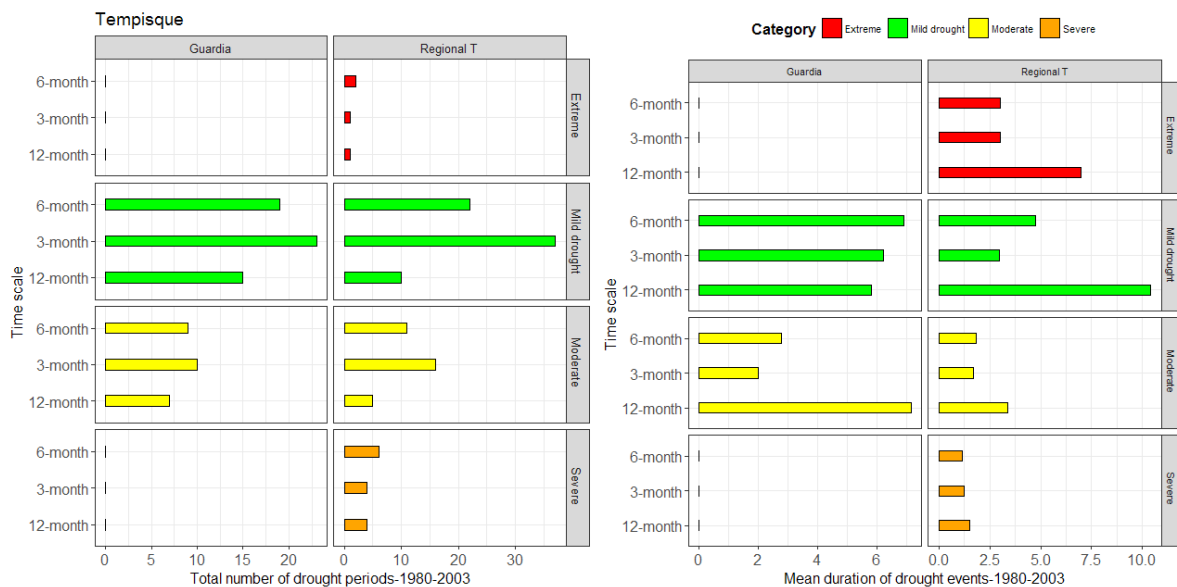 Tempisque
Guardia
Regional T
6-month
3-month
12-month
Extreme
6-month
3-month
12-month
Mild drought
6-month
3-month
12-month
Moderate
6-month
3-month
12-month
Severe
Time scale
0 5 10 15 20
0 10 20 30
Total number of drought periods-1980-2003
Category Extreme Mild drought Moderate Severe
Guardia
Regional T
6-month
3-month
12-month
Extreme
6-month
3-month
12-month
Mild drought
6-month
3-month
12-month
Moderate
6-month
3-month
12-month
Severe
Time scale
0 2 4 6
0.0 2.5 5.0 7.5 10.0
Mean duration of drought events-1980-2003